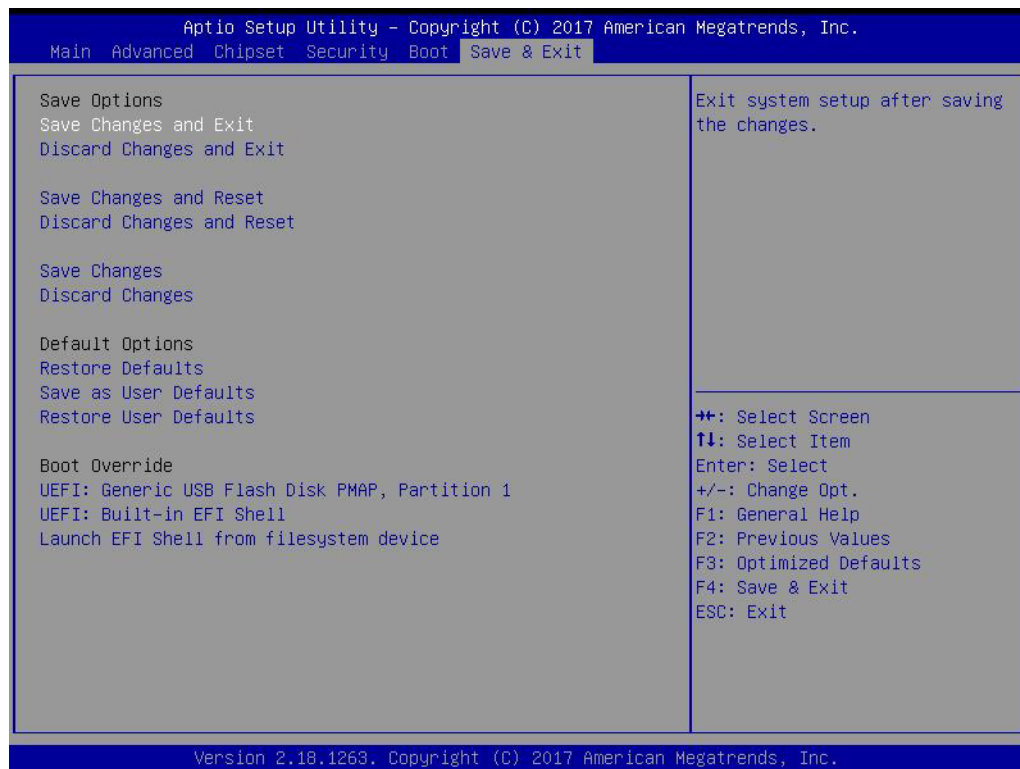 Aptio Setup Utility – Copyright (C) 2017 American Megatrends, Inc.
Main Advanced Chipset Security Boot Save & Exit
Save Options
Save Changes and Exit
Discard Changes and Exit
Save Changes and Reset
Discard Changes and Reset
Save Changes
Discard Changes
Default Options
Restore Defaults
Save as User Defaults
Restore User Defaults
Boot Override
UEFI: Generic USB Flash Disk PMAP, Partition 1
UEFI: Built-in EFI Shell
Launch EFI Shell from filesystem device
Exit system setup after saving
the changes.
→←: Select Screen
↑↓: Select Item
Enter: Select
+/-: Change Opt.
F1: General Help
F2: Previous Values
F3: Optimized Defaults
F4: Save & Exit
ESC: Exit
Version 2.18.1263. Copyright (C) 2017 American Megatrends, Inc.